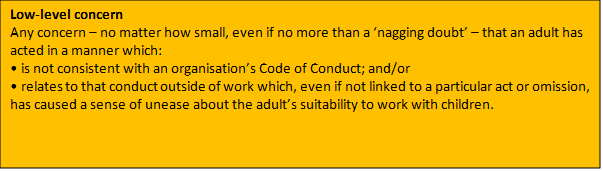 Low-level concern
Any concern – no matter how small, even if no more than a ‘nagging doubt’ – that an adult has
acted in a manner which:
• is not consistent with an organisation’s Code of Conduct; and/or
• relates to that conduct outside of work which, even if not linked to a particular act or omission,
has caused a sense of unease about the adult’s suitability to work with children.